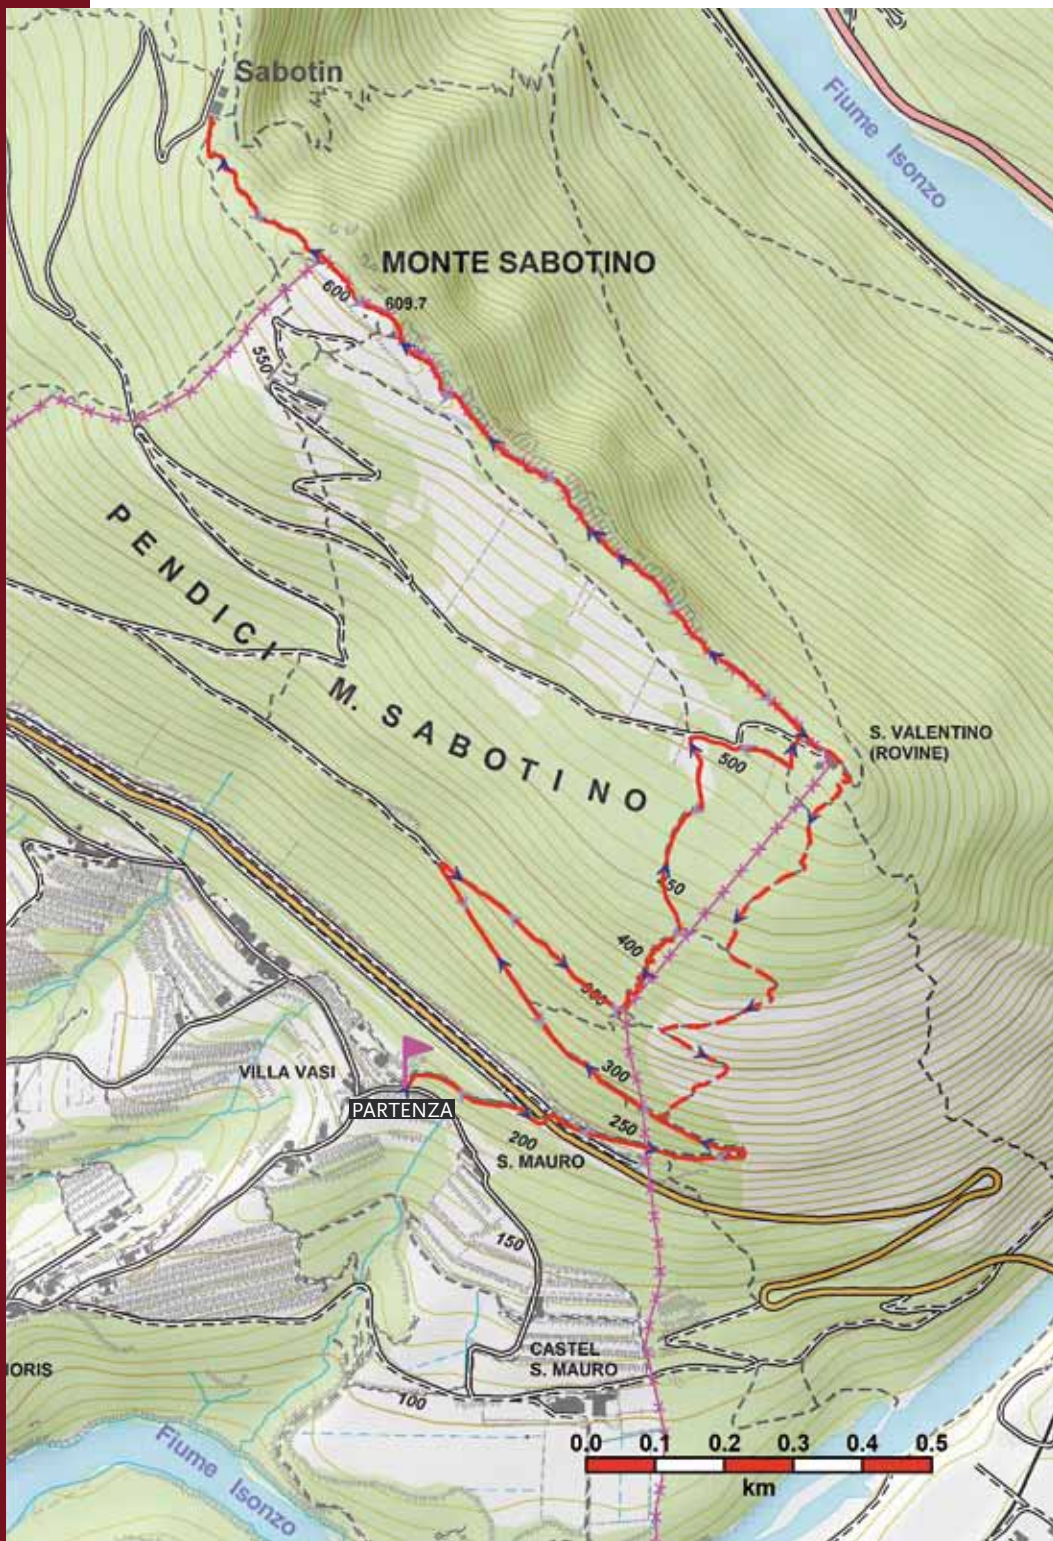 Sabotin
Fiume Isonzo
MONTE SABOTINO
600
609.7
550
PENDICI M. SABOTINO
S. VALENTINO
(ROVINE)
500
400
300
VILLA VASI
PARTENZA
250
200
S. MAURO
150
CASTEL
S. MAURO
100
Fiume Isonzo
0.0 0.1 0.2 0.3 0.4 0.5
km